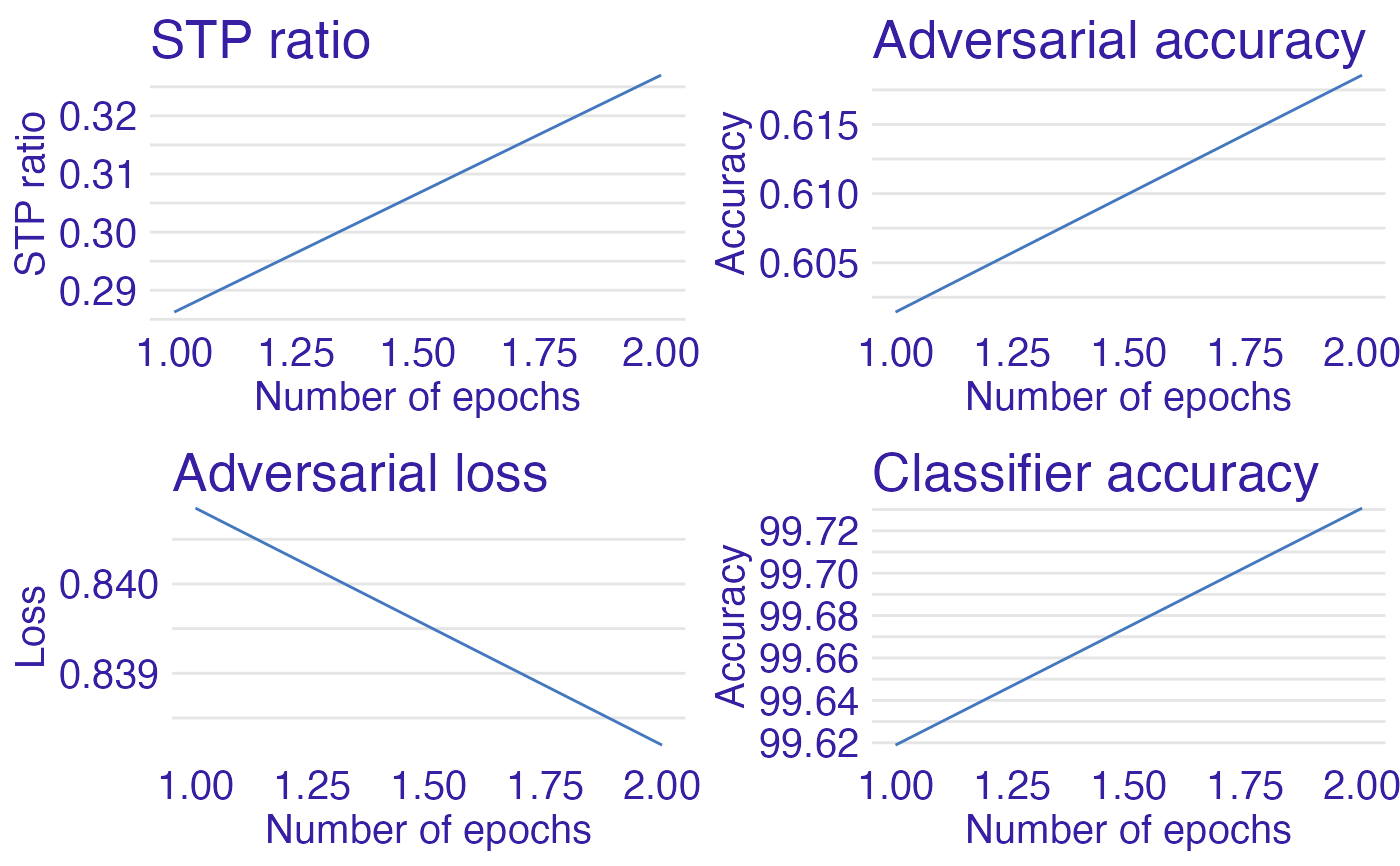 STP ratio
STP ratio
0.32
0.31
0.30
0.29
1.00 1.25 1.50 1.75 2.00
Number of epochs
Adversarial accuracy
Accuracy
0.615
0.610
0.605
1.00 1.25 1.50 1.75 2.00
Number of epochs
Adversarial loss
Loss
0.840
0.839
1.00 1.25 1.50 1.75 2.00
Number of epochs
Classifier accuracy
Accuracy
99.72
99.70
99.68
99.66
99.64
99.62
1.00 1.25 1.50 1.75 2.00
Number of epochs